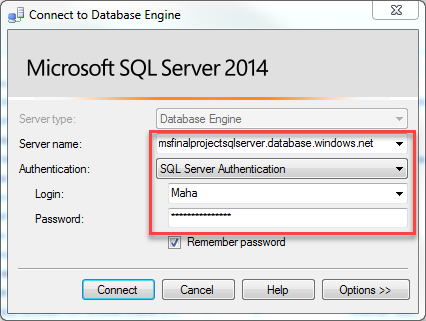 Connect to Database Engine
Microsoft SQL Server 2014
Server type: Database Engine
Server name: msfinalprojectsqlserver.database.windows.net
Authentication: SQL Server Authentication
Login: Maha
Password: ***************
Remember password
Connect Cancel Help Options >>